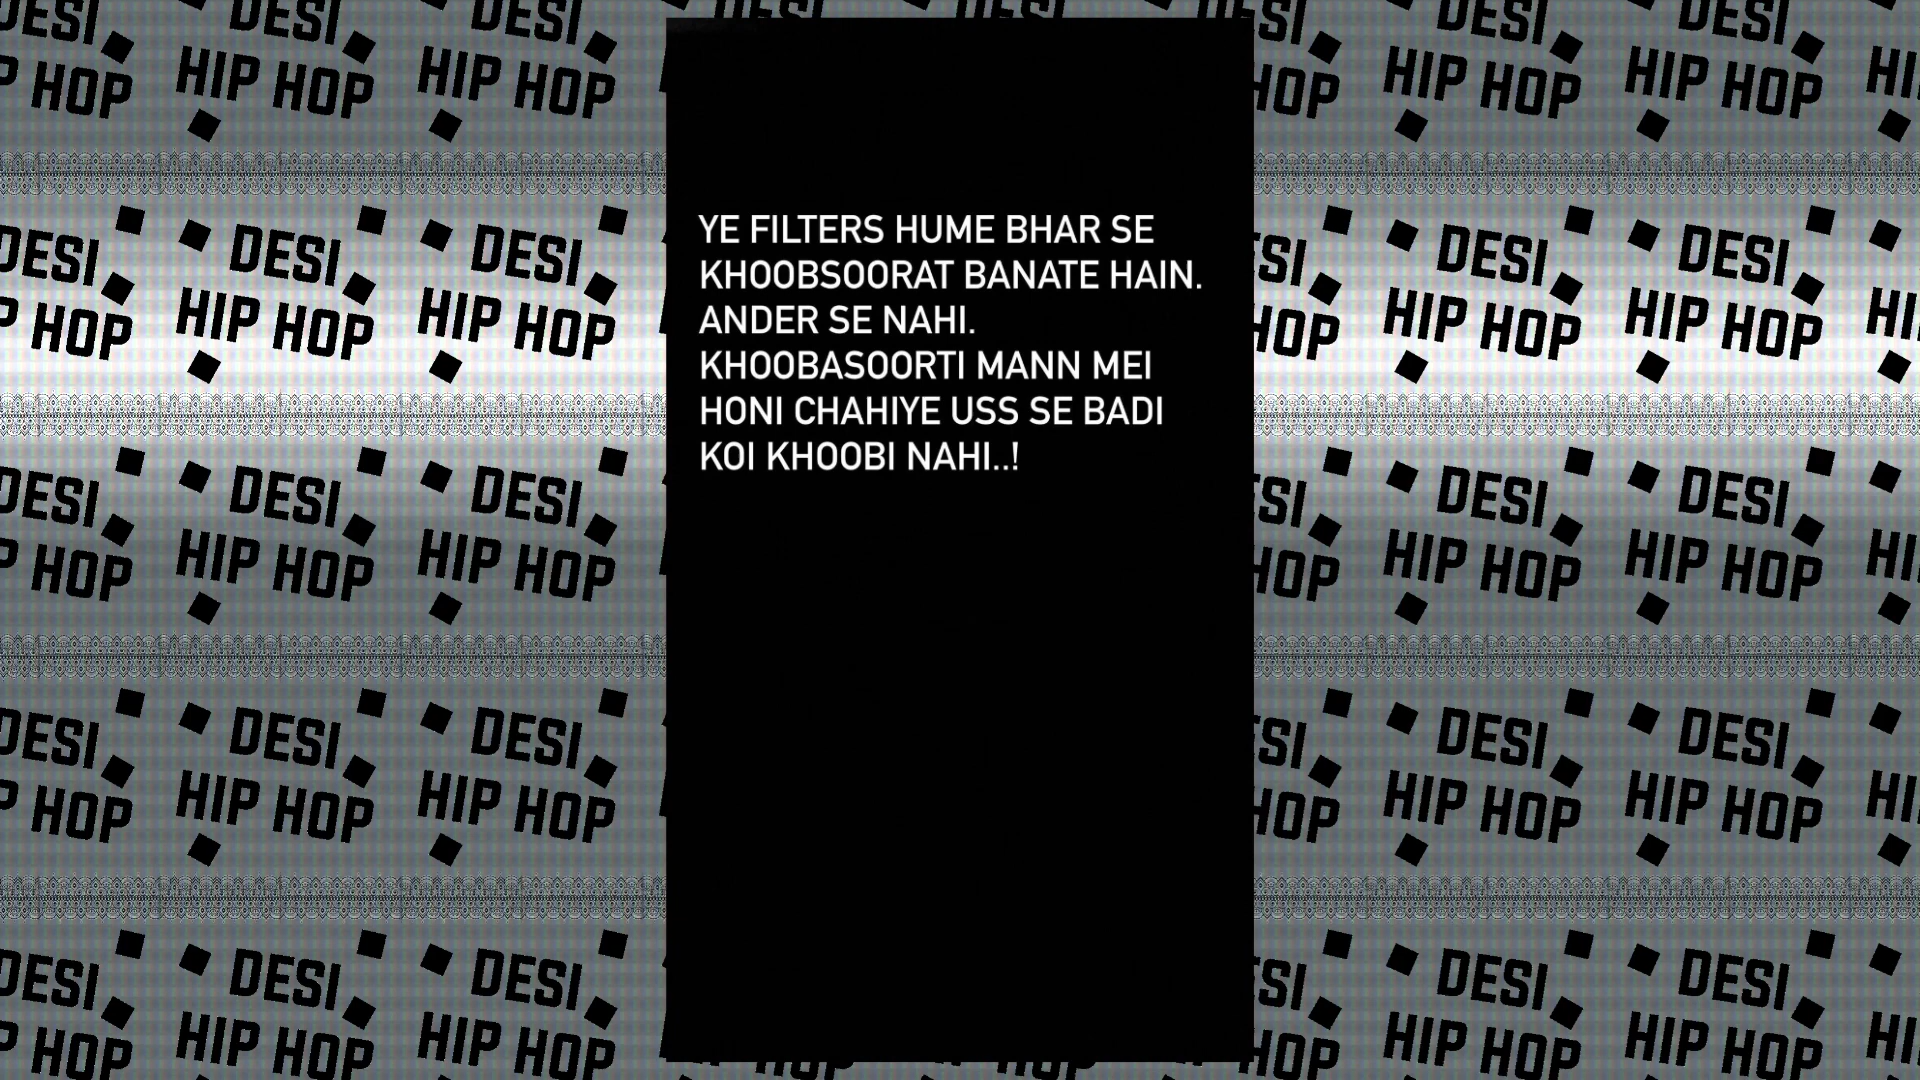 DESI
HIP HOP
YE FILTERS HUME BHAR SE
KHOOBSOORAT BANATE HAIN.
ANDER SE NAHI.
KHOOBASOORTI MANN MEI
HONI CHAHIYE USS SE BADI
KOI KHOOBI NAHI..!